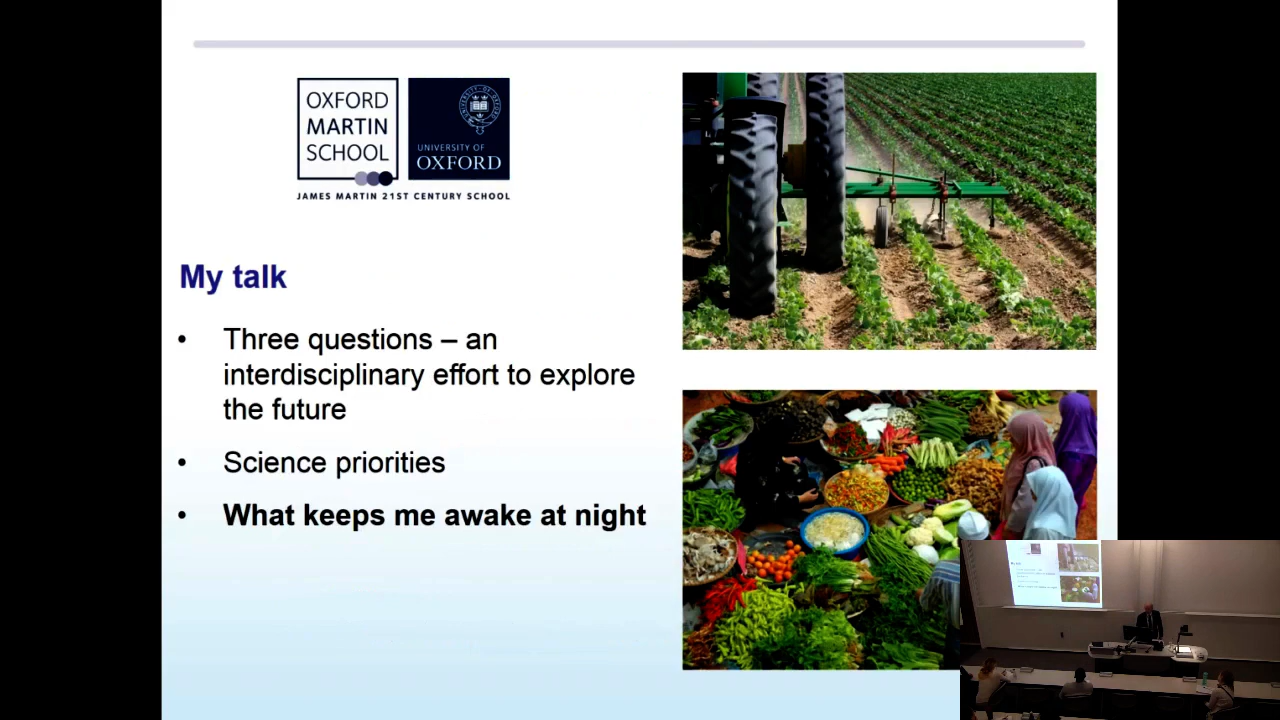 OXFORD
MARTIN
SCHOOL
UNIVERSITY OF
OXFORD
JAMES MARTIN 21ST CENTURY SCHOOL
My talk
• Three questions – an
interdisciplinary effort to explore
the future
• Science priorities
• What keeps me awake at night